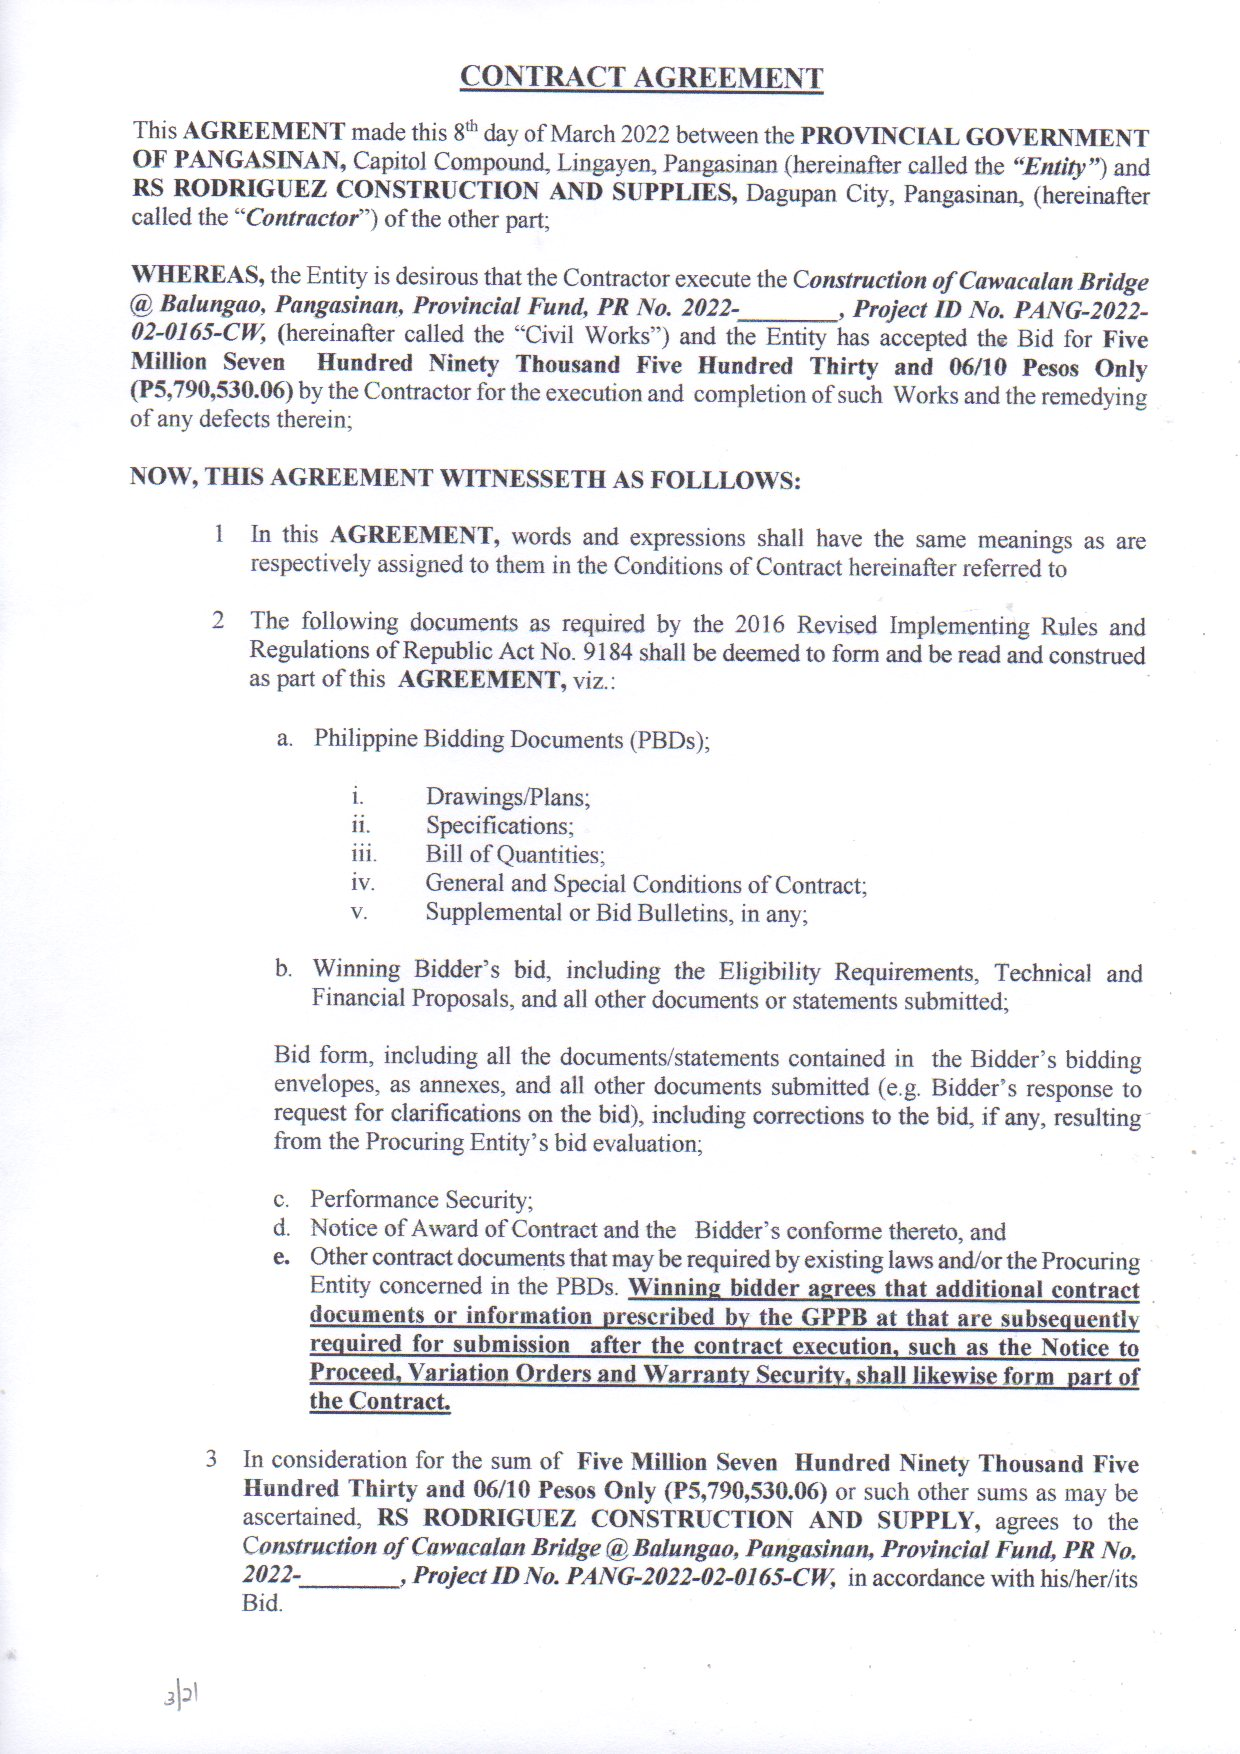 CONTRACT AGREEMENT
This AGREEMENT made this 8th day of March 2022 between the PROVINCIAL GOVERNMENT
OF PANGASINAN, Capitol Compound, Lingayen, Pangasinan (hereinafter called the “Entity”) and
RS RODRIGUEZ CONSTRUCTION AND SUPPLIES, Dagupan City, Pangasinan, (hereinafter
called the “Contractor”) of the other part;
WHEREAS, the Entity is desirous that the Contractor execute the Construction of Cawacalan Bridge
@ Balungao, Pangasinan, Provincial Fund, PR No. 2022-________, Project ID No. PANG-2022-
02-0165-CW, (hereinafter called the “Civil Works”) and the Entity has accepted the Bid for Five
Million Seven Hundred Ninety Thousand Five Hundred Thirty and 06/10 Pesos Only
(P5,790,530.06) by the Contractor for the execution and completion of such Works and the remedying
of any defects therein;
NOW, THIS AGREEMENT WITNESSETH AS FOLLLOWS:
1 In this AGREEMENT, words and expressions shall have the same meanings as are
respectively assigned to them in the Conditions of Contract hereinafter referred to
2 The following documents as required by the 2016 Revised Implementing Rules and
Regulations of Republic Act No. 9184 shall be deemed to form and be read and construed
as part of this AGREEMENT, viz.:
a. Philippine Bidding Documents (PBDs);
i. Drawings/Plans;
ii. Specifications;
iii. Bill of Quantities;
iv. General and Special Conditions of Contract;
v. Supplemental or Bid Bulletins, in any;
b. Winning Bidder’s bid, including the Eligibility Requirements, Technical and
Financial Proposals, and all other documents or statements submitted;
Bid form, including all the documents/statements contained in the Bidder’s bidding
envelopes, as annexes, and all other documents submitted (e.g. Bidder’s response to
request for clarifications on the bid), including corrections to the bid, if any, resulting
from the Procuring Entity’s bid evaluation;
c. Performance Security;
d. Notice of Award of Contract and the Bidder’s conforme thereto, and
e. Other contract documents that may be required by existing laws and/or the Procuring
Entity concerned in the PBDs. Winning bidder agrees that additional contract
documents or information prescribed by the GPPB at that are subsequently
required for submission after the contract execution, such as the Notice to
Proceed, Variation Orders and Warranty Security, shall likewise form part of
the Contract.
3 In consideration for the sum of Five Million Seven Hundred Ninety Thousand Five
Hundred Thirty and 06/10 Pesos Only (P5,790,530.06) or such other sums as may be
ascertained, RS RODRIGUEZ CONSTRUCTION AND SUPPLY, agrees to the
Construction of Cawacalan Bridge @ Balungao, Pangasinan, Provincial Fund, PR No.
2022-________, Project ID No. PANG-2022-02-0165-CW, in accordance with his/her/its
Bid.
3/21